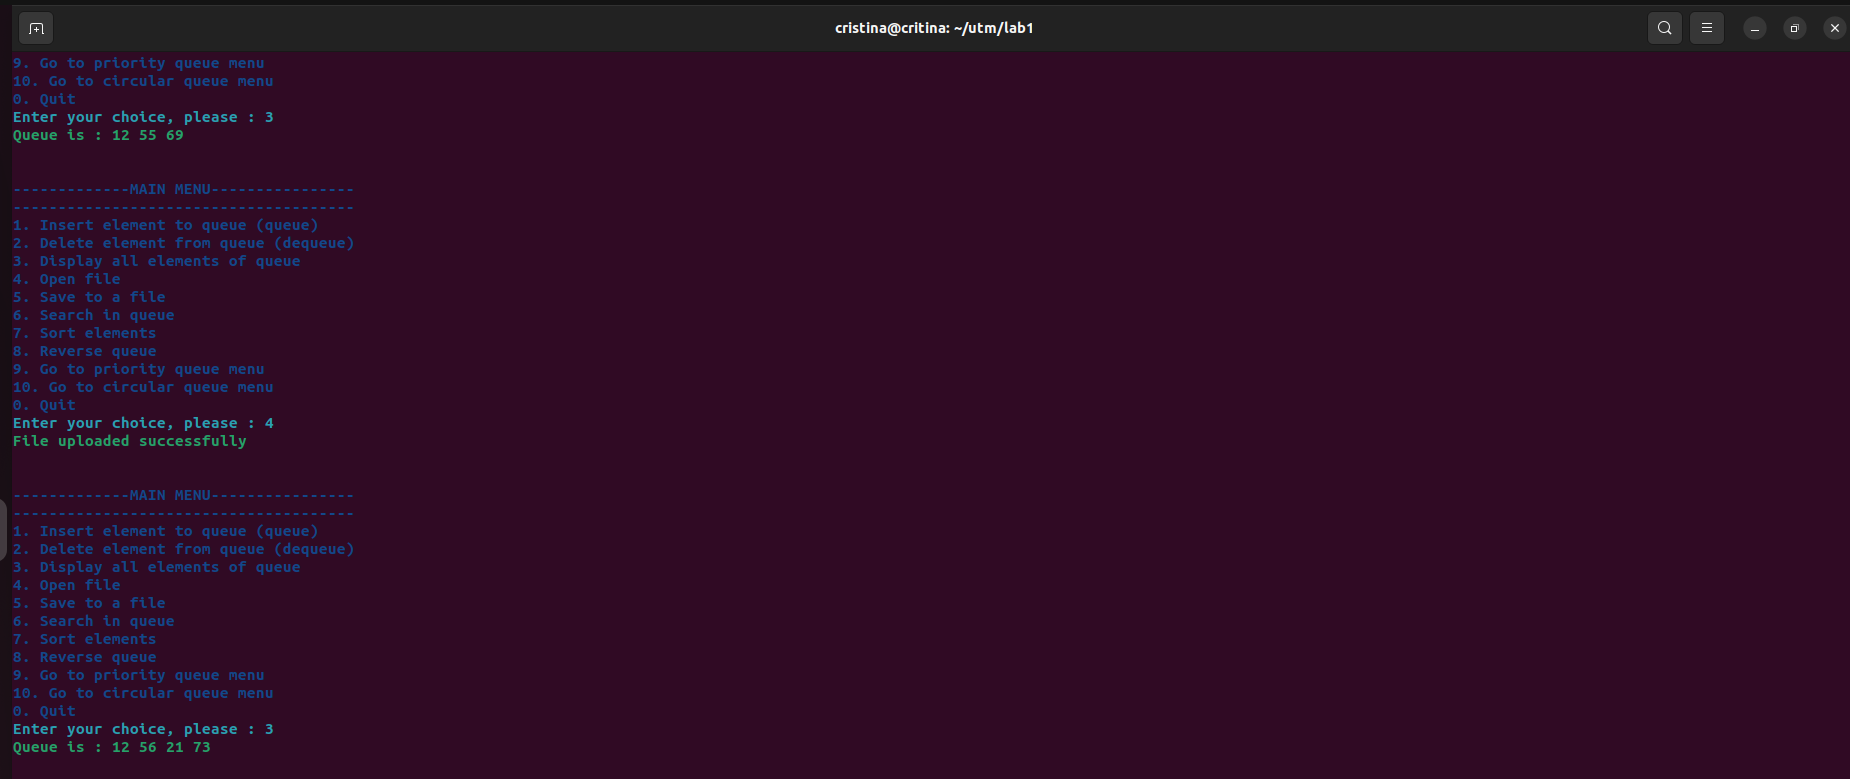 cristina@critina: ~/utm/lab1
9. Go to priority queue menu
10. Go to circular queue menu
0. Quit
Enter your choice, please : 3
Queue is : 12 55 69
-------------MAIN MENU----------------
--------------------------------------
1. Insert element to queue (queue)
2. Delete element from queue (dequeue)
3. Display all elements of queue
4. Open file
5. Save to a file
6. Search in queue
7. Sort elements
8. Reverse queue
9. Go to priority queue menu
10. Go to circular queue menu
0. Quit
Enter your choice, please : 4
File uploaded successfully
-------------MAIN MENU----------------
--------------------------------------
1. Insert element to queue (queue)
2. Delete element from queue (dequeue)
3. Display all elements of queue
4. Open file
5. Save to a file
6. Search in queue
7. Sort elements
8. Reverse queue
9. Go to priority queue menu
10. Go to circular queue menu
0. Quit
Enter your choice, please : 3
Queue is : 12 56 21 73